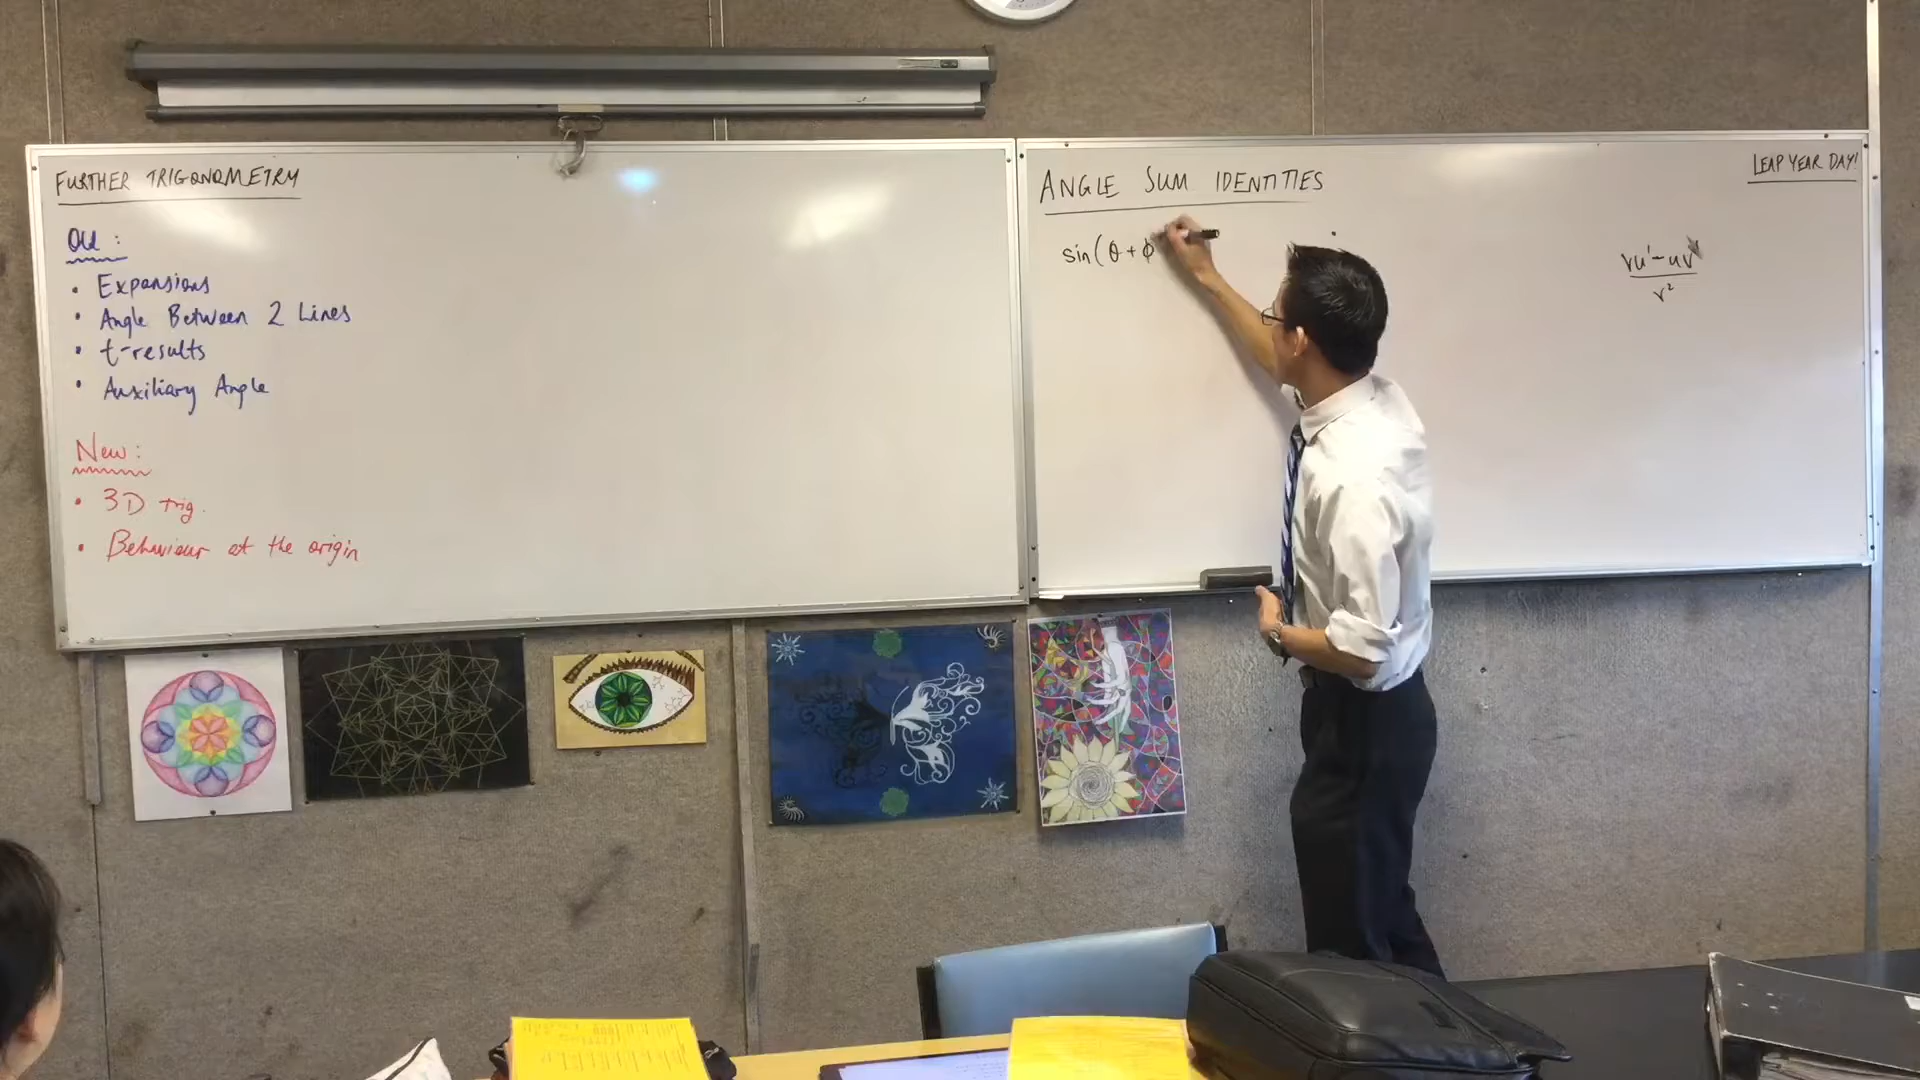 FURTHER TRIGONOMETRY
Old :
• Expansions
• Angle Between 2 Lines
• t-results
• Auxiliary Angle
New :
• 3D trig.
• Behaviour at the origin
ANGLE SUM IDENTITIES
sin(θ + ϕ
LEAP YEAR DAY!
vu' - uv'
v²